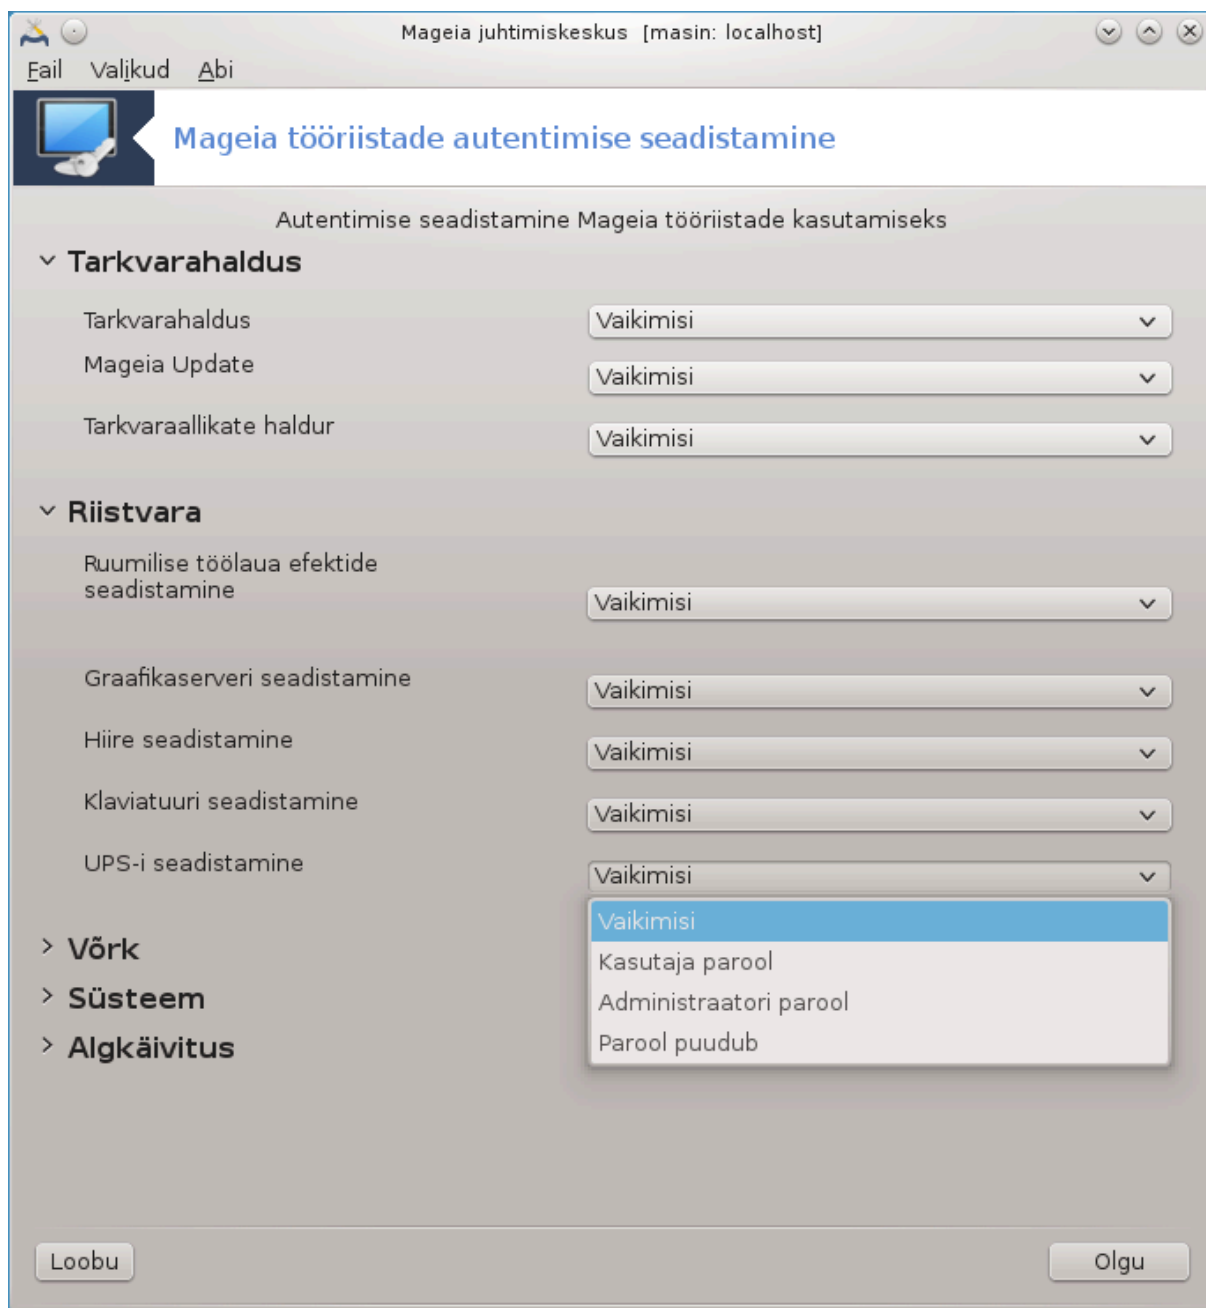 Mageia juhtimiskeskus [masin: localhost]
Fail Valikud Abi
Mageia tööriistade autentimise seadistamine
Autentimise seadistamine Mageia tööriistade kasutamiseks
Tarkvarahaldus
Tarkvarahaldus Vaikimisi
Mageia Update Vaikimisi
Tarkvaraallikate haldur Vaikimisi
Riistvara
Ruumilise töölaua efektide
seadistamine Vaikimisi
Graafikaserveri seadistamine Vaikimisi
Hiire seadistamine Vaikimisi
Klaviatuuri seadistamine Vaikimisi
UPS-i seadistamine Vaikimisi
Vaikimisi
Kasutaja parool
Administraatori parool
Parool puudub
Võrk
Süsteem
Algkäivitus
Loobu Olgu